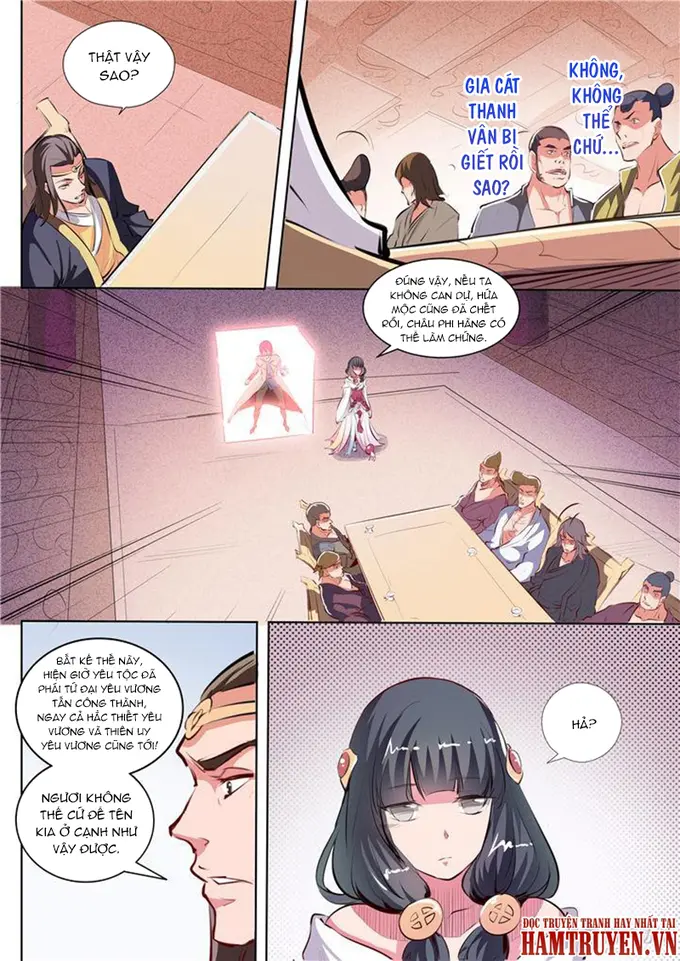 THẬT VẬY
SAO?
GIA CÁT
THANH
VÂN BỊ
GIẾT RỒI
SAO?
KHÔNG,
KHÔNG
THỂ
CHỨ...
ĐÚNG VẬY, NẾU TA
KHÔNG CAN DỰ, HỨA
MỘC CŨNG ĐÃ CHẾT
RỒI, CHÂU PHI HÀNG CÓ
THỂ LÀM CHỨNG.
BẤT KỂ THẾ NÀY,
HIỆN GIỜ YÊU TỘC ĐÃ
PHÁI TỨ ĐẠI YÊU VƯƠNG
TẤN CÔNG THÀNH,
NGAY CẢ HẮC THIẾT YÊU
VƯƠNG VÀ THIÊN UY
YÊU VƯƠNG CŨNG TỚI!
NGƯƠI KHÔNG
THỂ CỨ ĐỂ TÊN
KIA Ở CẠNH NHƯ
VẬY ĐƯỢC.
HẢ?
ĐỌC TRUYỆN TRANH HAY NHẤT TẠI
HAMTRUYEN.VN